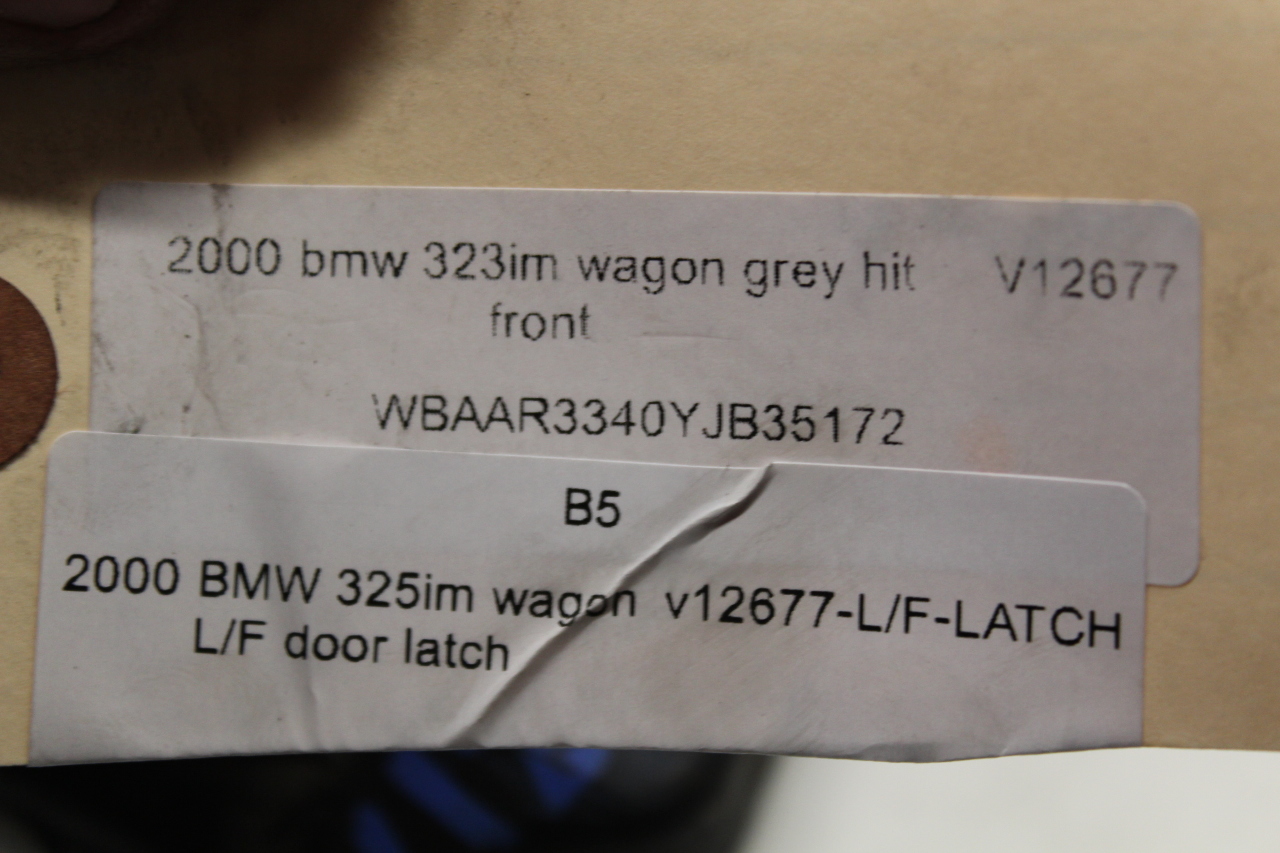 2000 bmw 323im wagon grey hit V12677
front
WBAAR3340YJB35172
B5
2000 BMW 325im wagon v12677-L/F-LATCH
L/F door latch